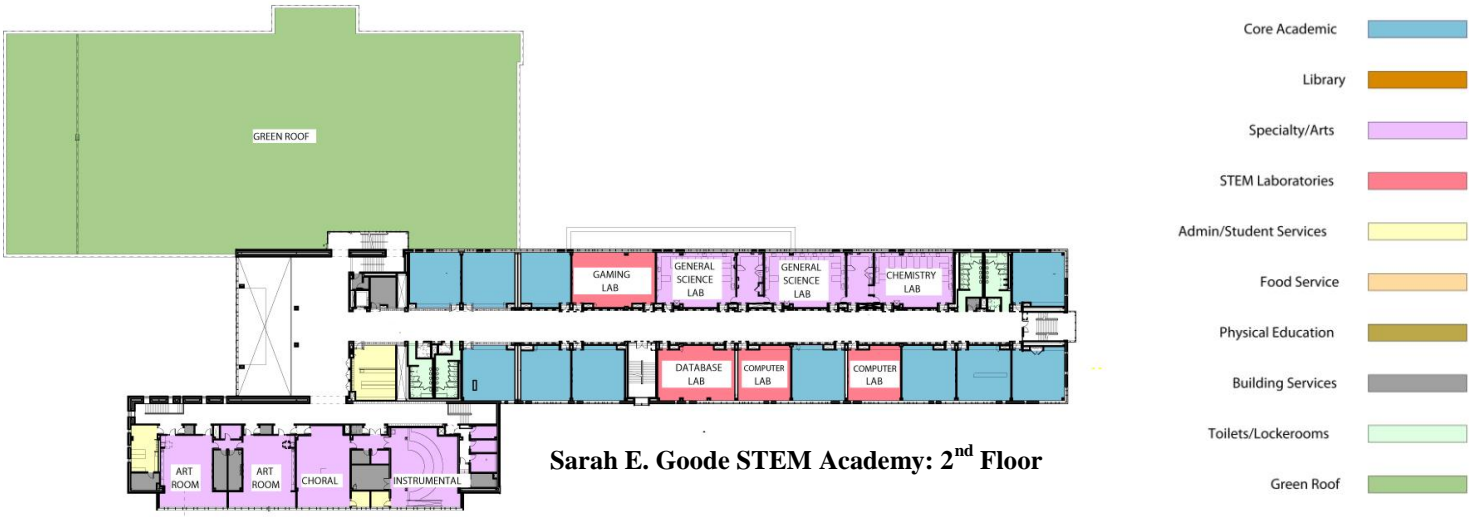 GREEN ROOF
GAMING
LAB
GENERAL
SCIENCE
LAB
GENERAL
SCIENCE
LAB
CHEMISTRY
LAB
DATABASE
LAB
COMPUTER
LAB
COMPUTER
LAB
ART
ROOM
ART
ROOM
CHORAL
INSTRUMENTAL
Sarah E. Goode STEM Academy: 2nd Floor
Core Academic
Library
Specialty/Arts
STEM Laboratories
Admin/Student Services
Food Service
Physical Education
Building Services
Toilets/Lockerooms
Green Roof